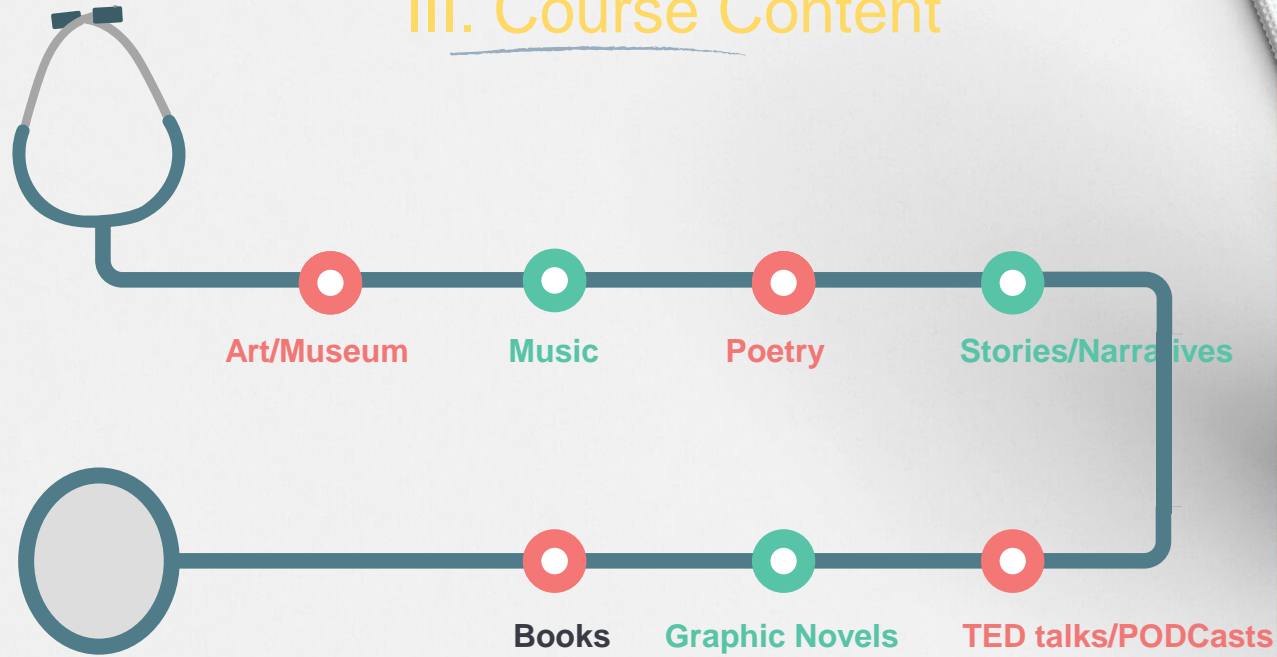 III. Course Content
Art/Museum
Music
Poetry
Stories/Narratives
Books
Graphic Novels
TED talks/PODCasts